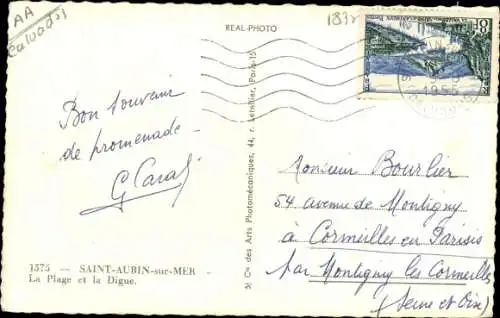 AA
Calvados
REAL-PHOTO
1955
8F
Bon souvenir
de promenade
Monsieur Bourlier
54 avenue de Montigny
à Cormeilles en Parisis
par Montigny les Cormeilles
(Seine et Oise)
Cie des Arts Photomécaniques, 44, r. Letellier, Paris-15
1575 — SAINT-AUBIN-sur-MER -
La Plage et la Digue.